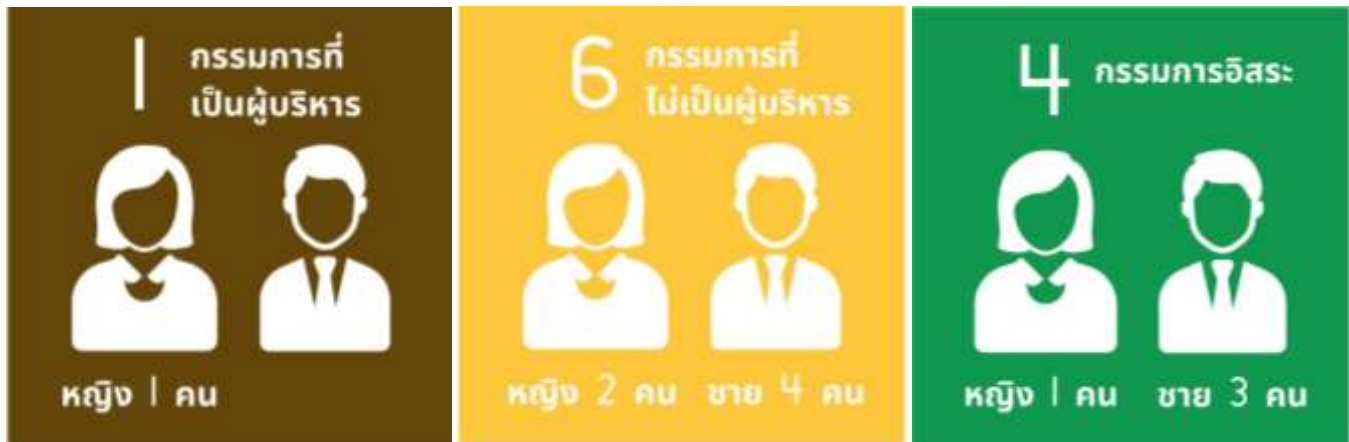 1 กรรมการที่
เป็นผู้บริหาร
หญิง 1 คน
6 กรรมการที่
ไม่เป็นผู้บริหาร
หญิง 2 คน ชาย 4 คน
4 กรรมการอิสระ
หญิง 1 คน ชาย 3 คน